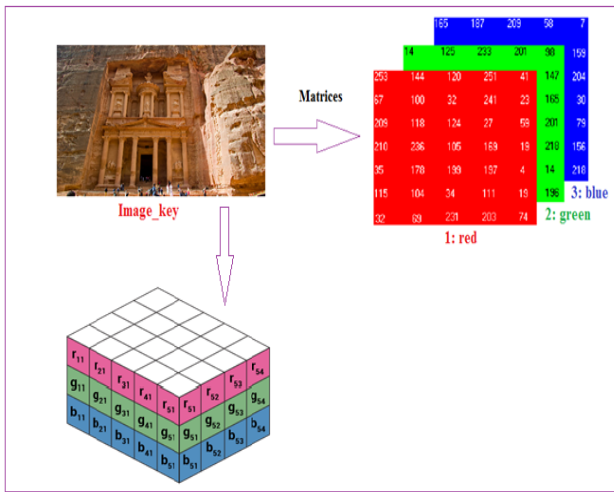 165 187 209 58 7
14 125 233 201 98 159
253 144 120 251 41 147 204
67 100 32 241 23 165 30
209 118 124 27 59 201 79
210 236 105 169 19 218 156
35 178 199 197 4 14 218
115 104 34 111 19 196
32 69 231 203 74
3: blue
2: green
1: red
Matrices
Image_key
r11 r21 r31 r41 r51 r51 r52 r53 r54
g11 g21 g31 g41 g51 g51 g52 g53 g54
b11 b21 b31 b41 b51 b51 b52 b53 b54